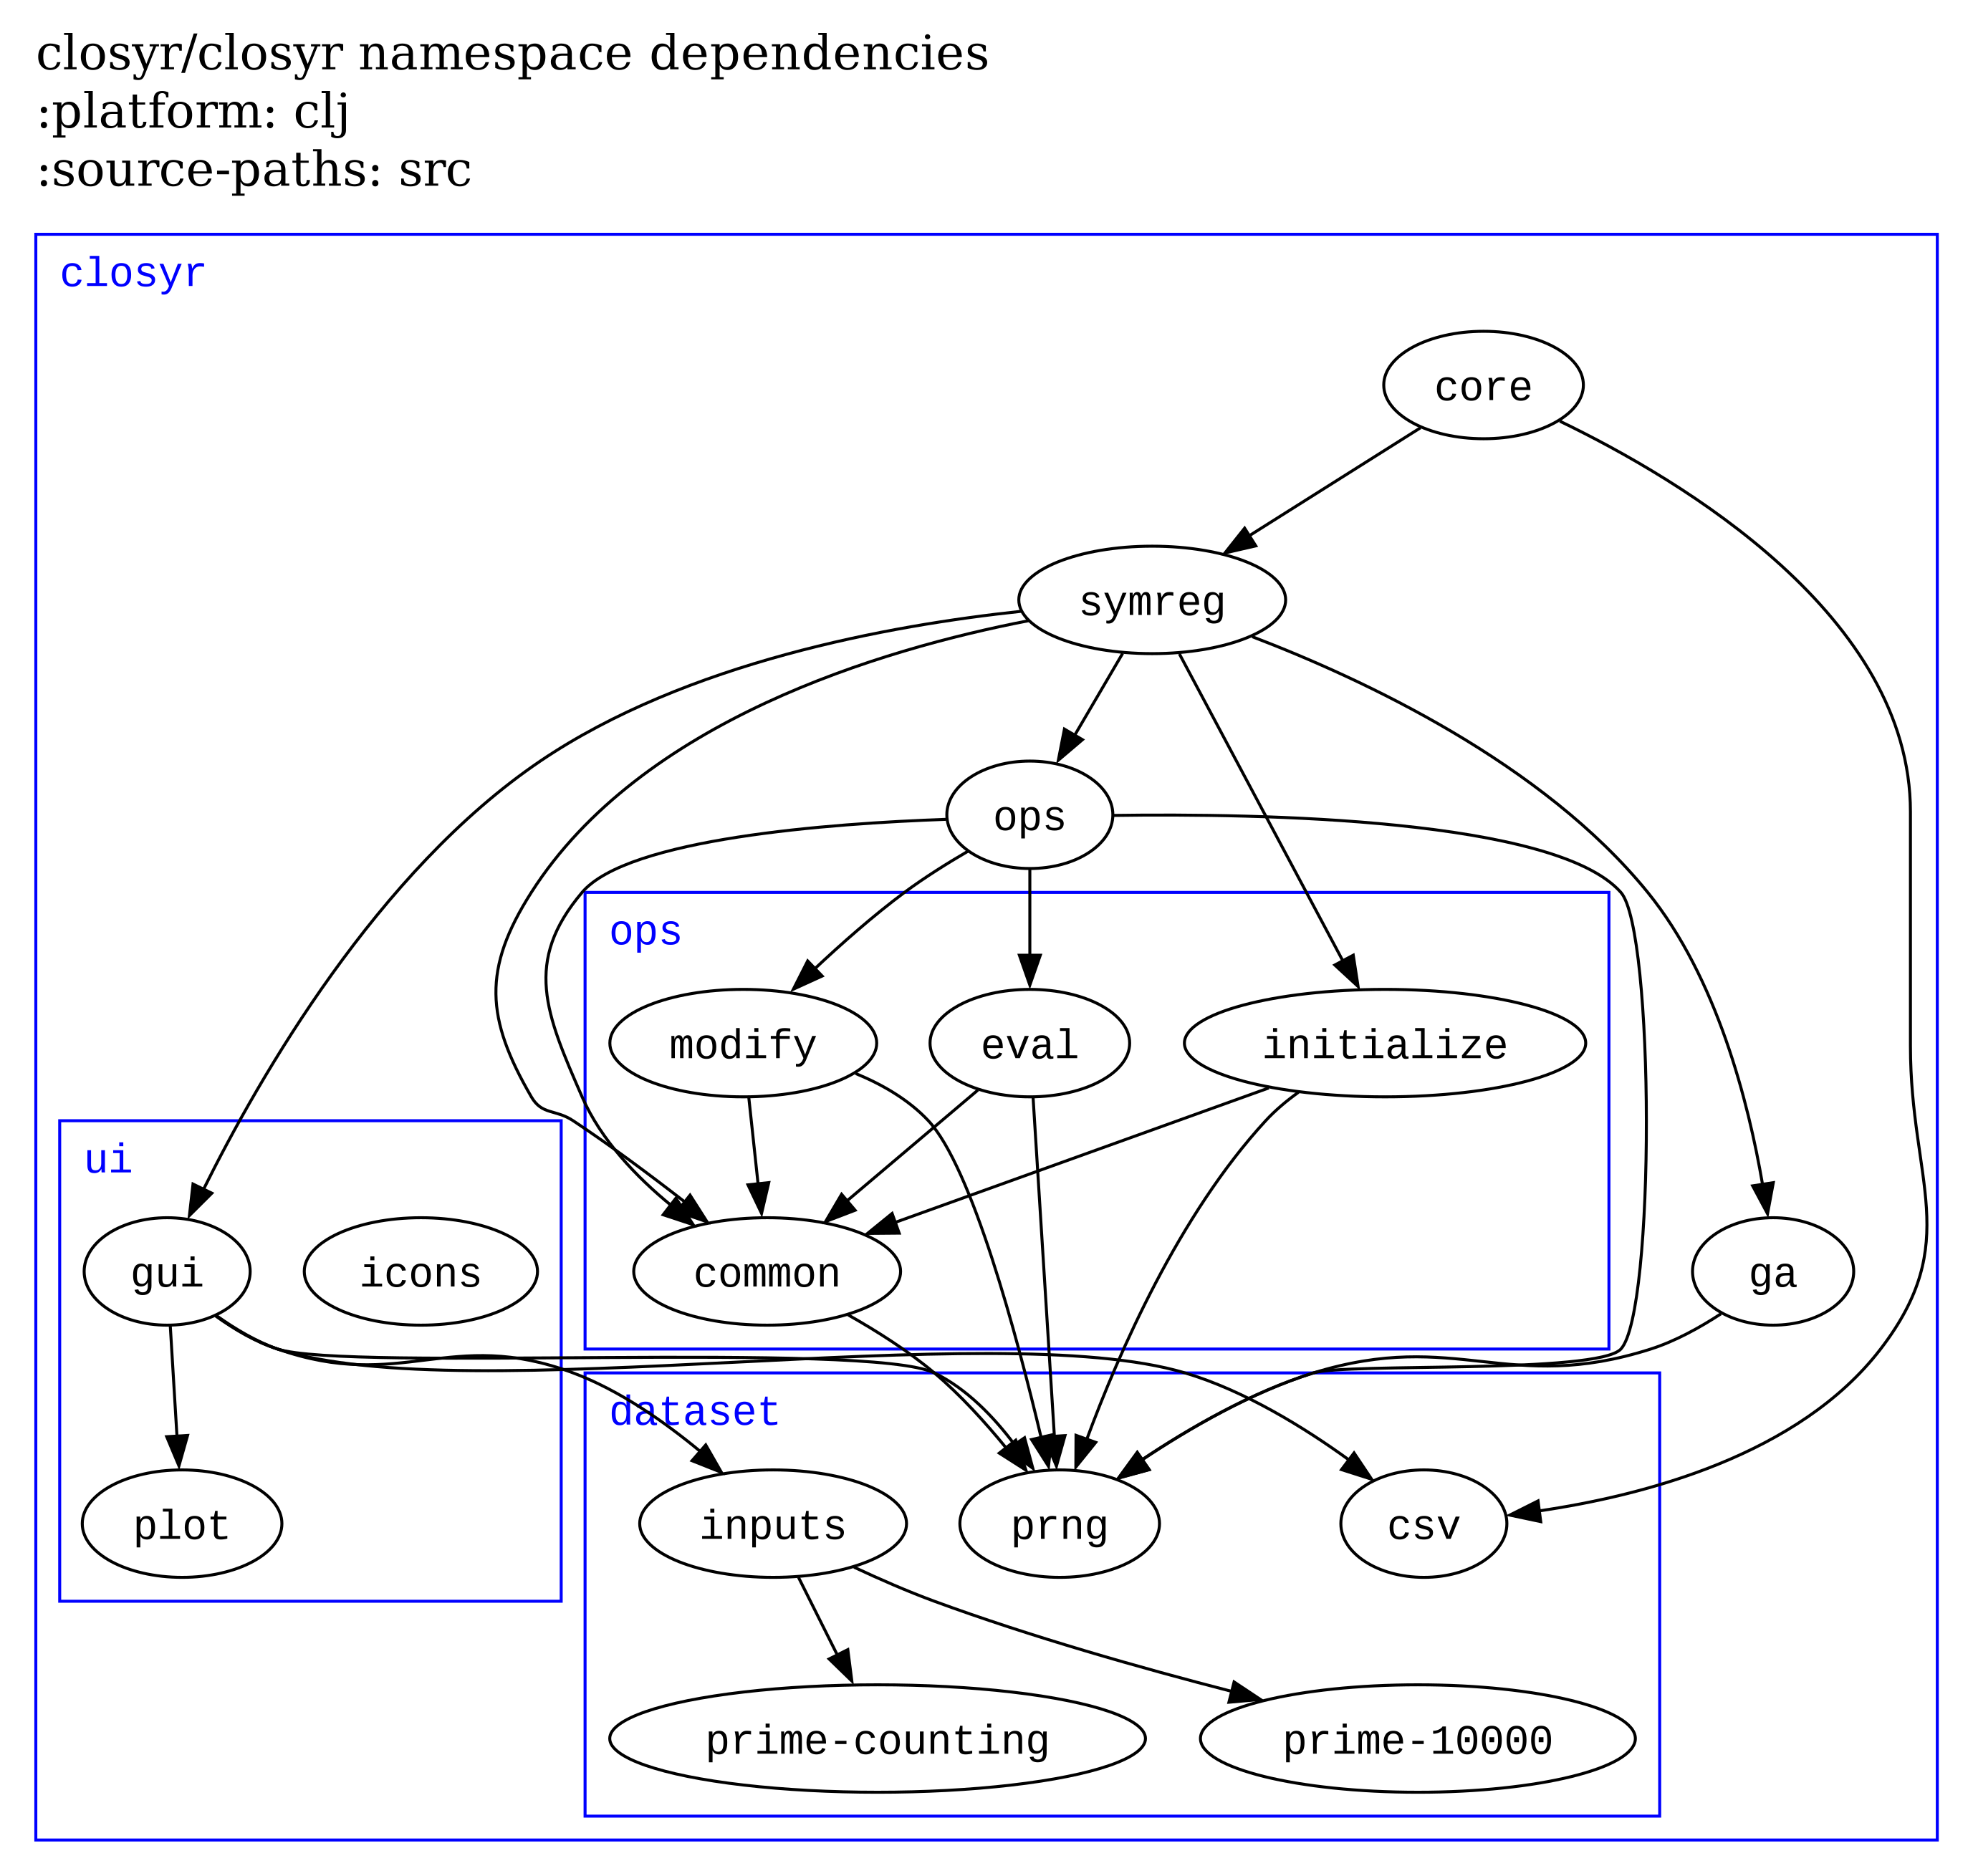 closyr/closyr namespace dependencies
:platform: clj
:source-paths: src
closyr
core
symreg
ops
ops
modify
eval
initialize
ui
gui
icons
common
ga
dataset
plot
inputs
prng
csv
prime-counting
prime-10000